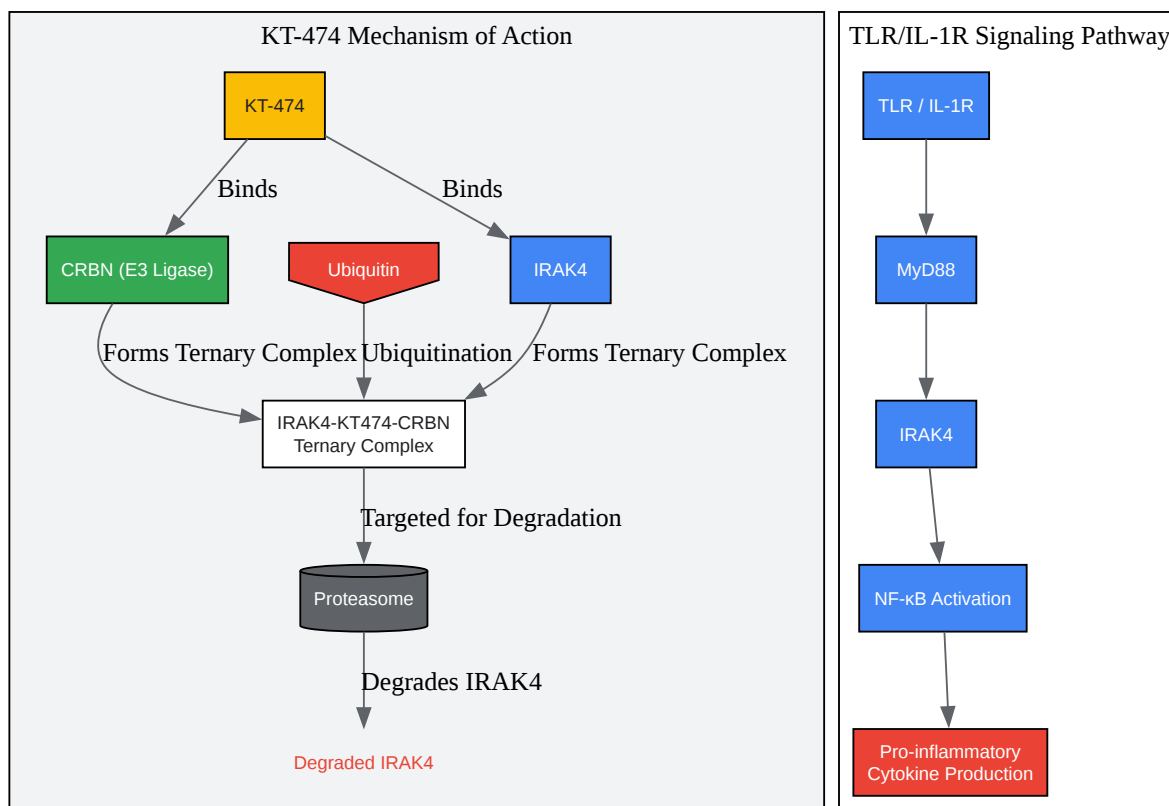 KT-474 Mechanism of Action
KT-474
Binds
Binds
CRBN (E3 Ligase)
Ubiquitin
IRAK4
Forms Ternary Complex
Ubiquitination
Forms Ternary Complex
IRAK4-KT474-CRBN
Ternary Complex
Targeted for Degradation
Proteasome
Degrades IRAK4
Degraded IRAK4
TLR/IL-1R Signaling Pathway
TLR / IL-1R
MyD88
IRAK4
NF-κB Activation
Pro-inflammatory
Cytokine Production